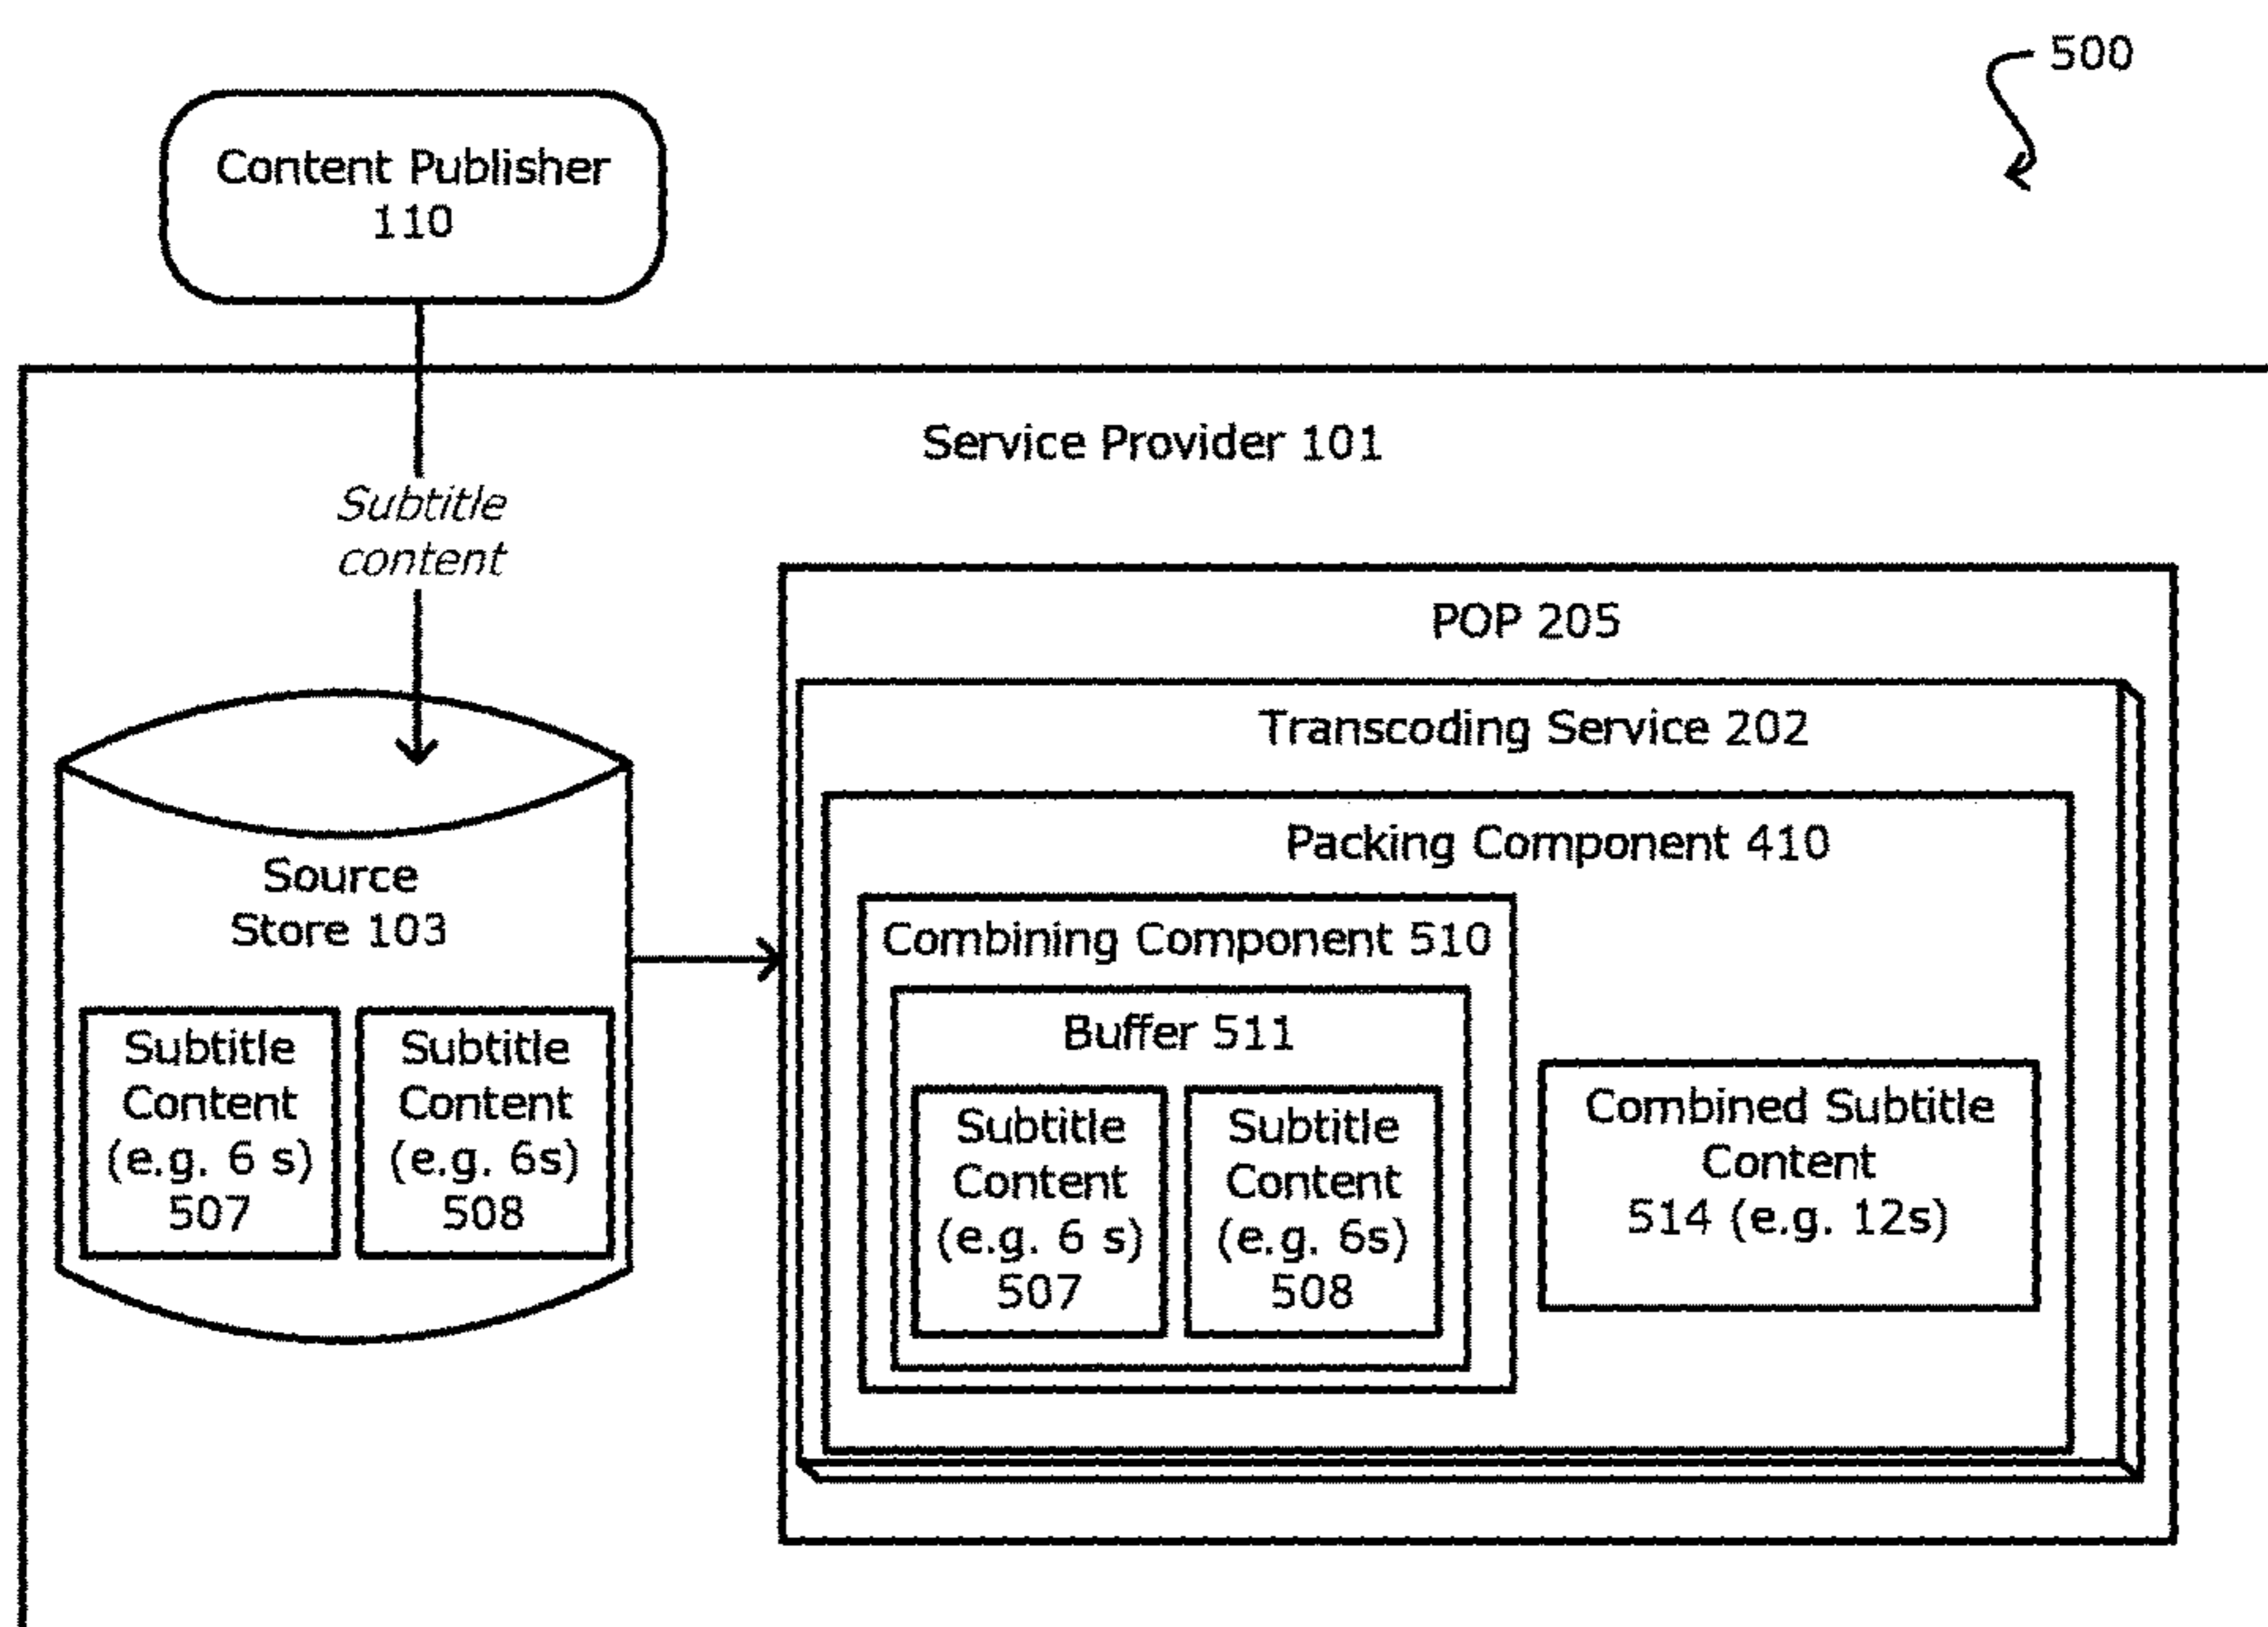 500
Content Publisher
110
Service Provider 101
Subtitle
content
POP 205
Transcoding Service 202
Packing Component 410
Source
Store 103
Combining Component 510
Buffer 511
Subtitle
Content
(e.g. 6 s)
507
Subtitle
Content
(e.g. 6s)
508
Subtitle
Content
(e.g. 6 s)
507
Subtitle
Content
(e.g. 6s)
508
Combined Subtitle
Content
514 (e.g. 12s)